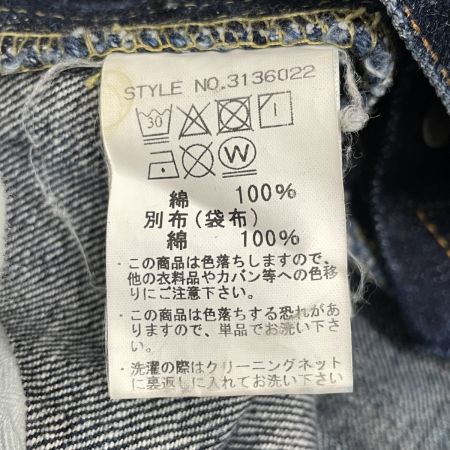 STYLE NO.3136022
30
W
綿 100%
別布(袋布)
綿 100%
・この商品は色落ちしますので、
他の衣料品やカバン等への色移
りにご注意下さい。
・この商品は色落ちする恐れがあ
りますので、単品でお洗い下さ
い。
・洗濯の際はクリーニングネット
に裏返しに入れてお洗い下さい